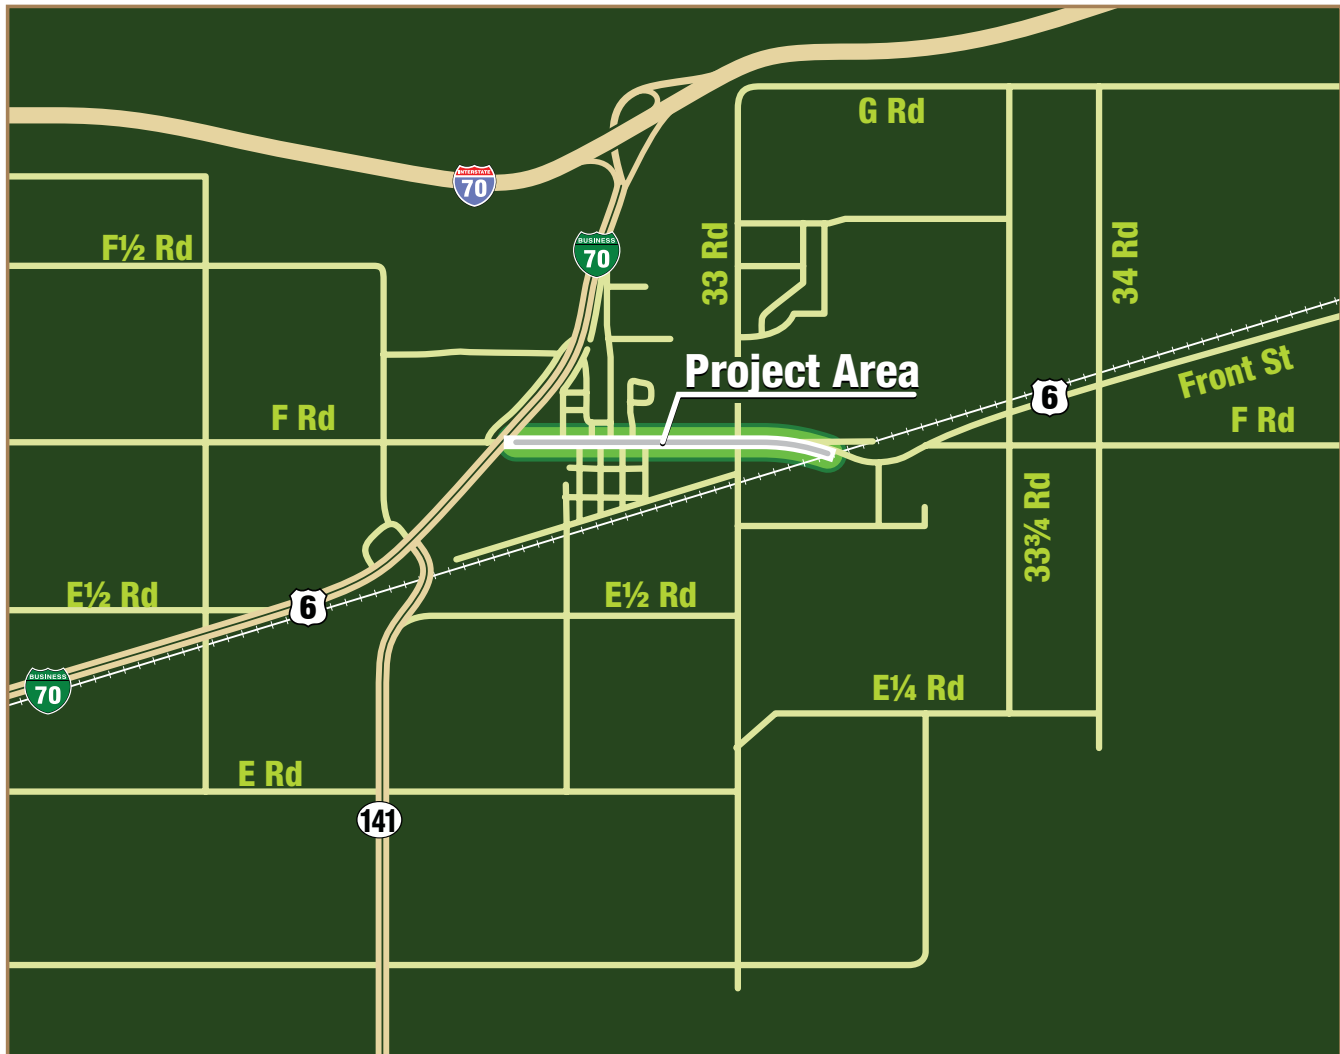 G Rd
INTERSTATE
70
F½ Rd
BUSINESS
70
33 Rd
34 Rd
Project Area
Front St
6
F Rd
F Rd
33¾ Rd
E½ Rd
6
E½ Rd
BUSINESS
70
E¼ Rd
E Rd
141